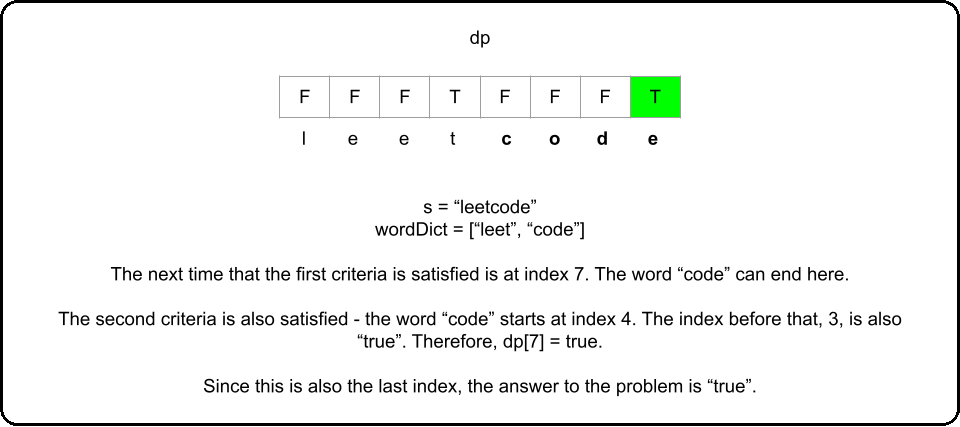 dp
F F F T F F F T
l e e t c o d e
s = “leetcode”
wordDict = [“leet”, “code”]
The next time that the first criteria is satisfied is at index 7. The word “code” can end here.
The second criteria is also satisfied - the word “code” starts at index 4. The index before that, 3, is also
“true”. Therefore, dp[7] = true.
Since this is also the last index, the answer to the problem is “true”.